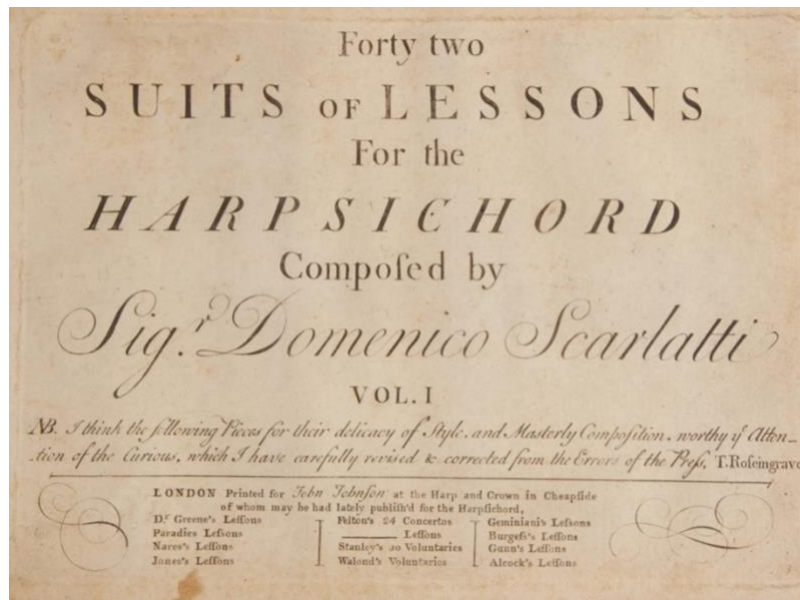 Forty two
SUITS OF LESSONS
For the
HARPSICHORD
Compoſed by
Sig.r Domenico Scarlatti
VOL. I
NB. I think the following Pieces for their delicacy of Style, and Masterly Compoſition, worthy ye Atten-
-tion of the Curious, which I have carefully revised & corrected from the Errors of the Preſs. T. Roſeingrave
LONDON Printed for John Johnſon at the Harp and Crown in Cheapſide
of whom may be had lately publiſh'd for the Harpſichord,
Dr. Greene's Leſſons
Paradies Leſsons
Nares's Leſſons
Jones's Leſſons
Felton's 24 Concertos
Leſſons
Stanley's 30 Voluntaries
Walond's Voluntaries
Geminiani's Leſsons
Burgeſs's Leſſons
Gunn's Leſſons
Alcock's Leſſons